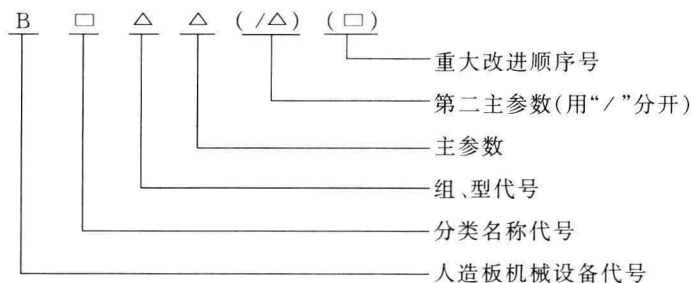 B □ △ △ (/△) (□)
重大改进顺序号
第二主参数(用“/”分开)
主参数
组、型代号
分类名称代号
人造板机械设备代号